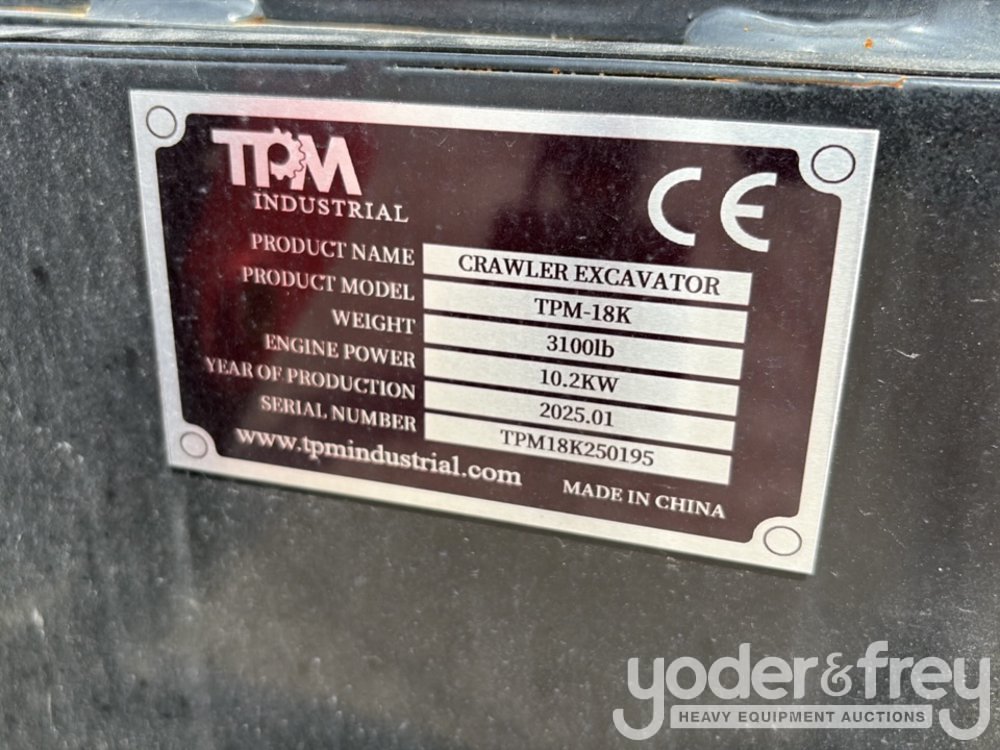 TPM
INDUSTRIAL
CE
PRODUCT NAME CRAWLER EXCAVATOR
PRODUCT MODEL TPM-18K
WEIGHT 3100lb
ENGINE POWER 10.2KW
YEAR OF PRODUCTION 2025.01
SERIAL NUMBER TPM18K250195
www.tpmindustrial.com
MADE IN CHINA
yoder&frey
HEAVY EQUIPMENT AUCTIONS